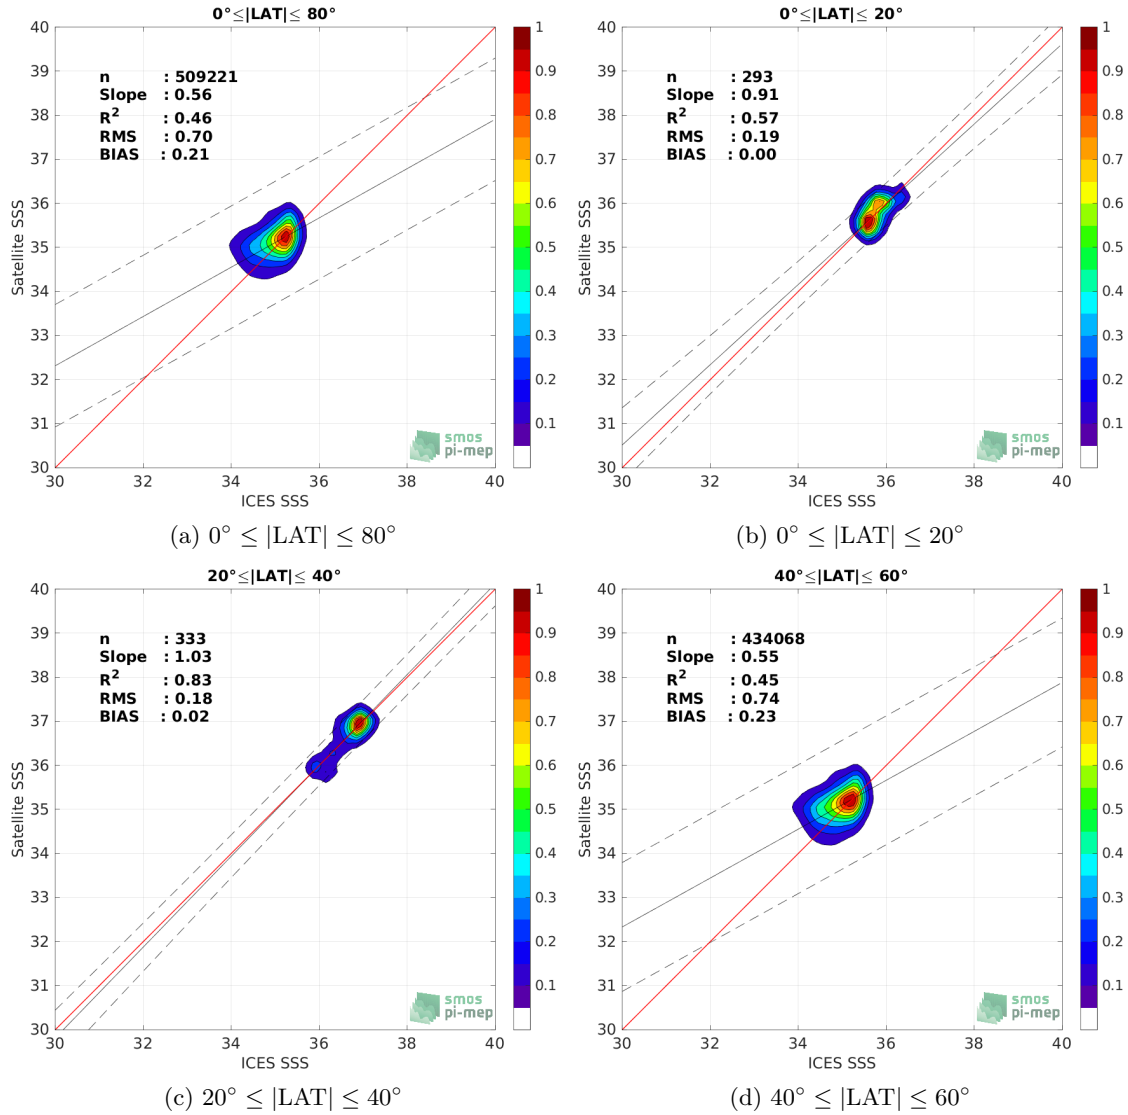 0°≤|LAT|≤ 80°
n : 509221
Slope : 0.56
R² : 0.46
RMS : 0.70
BIAS : 0.21
40
39
38
37
36
35
34
33
32
31
30
30 32 34 36 38 40
Satellite SSS
ICES SSS
smos
pi-mep
1
0.9
0.8
0.7
0.6
0.5
0.4
0.3
0.2
0.1
(a) 0° ≤ |LAT| ≤ 80°
0°≤|LAT|≤ 20°
n : 293
Slope : 0.91
R² : 0.57
RMS : 0.19
BIAS : 0.00
40
39
38
37
36
35
34
33
32
31
30
30 32 34 36 38 40
Satellite SSS
ICES SSS
smos
pi-mep
1
0.9
0.8
0.7
0.6
0.5
0.4
0.3
0.2
0.1
(b) 0° ≤ |LAT| ≤ 20°
20°≤|LAT|≤ 40°
n : 333
Slope : 1.03
R² : 0.83
RMS : 0.18
BIAS : 0.02
40
39
38
37
36
35
34
33
32
31
30
30 32 34 36 38 40
Satellite SSS
ICES SSS
smos
pi-mep
1
0.9
0.8
0.7
0.6
0.5
0.4
0.3
0.2
0.1
(c) 20° ≤ |LAT| ≤ 40°
40°≤|LAT|≤ 60°
n : 434068
Slope : 0.55
R² : 0.45
RMS : 0.74
BIAS : 0.23
40
39
38
37
36
35
34
33
32
31
30
30 32 34 36 38 40
Satellite SSS
ICES SSS
smos
pi-mep
1
0.9
0.8
0.7
0.6
0.5
0.4
0.3
0.2
0.1
(d) 40° ≤ |LAT| ≤ 60°